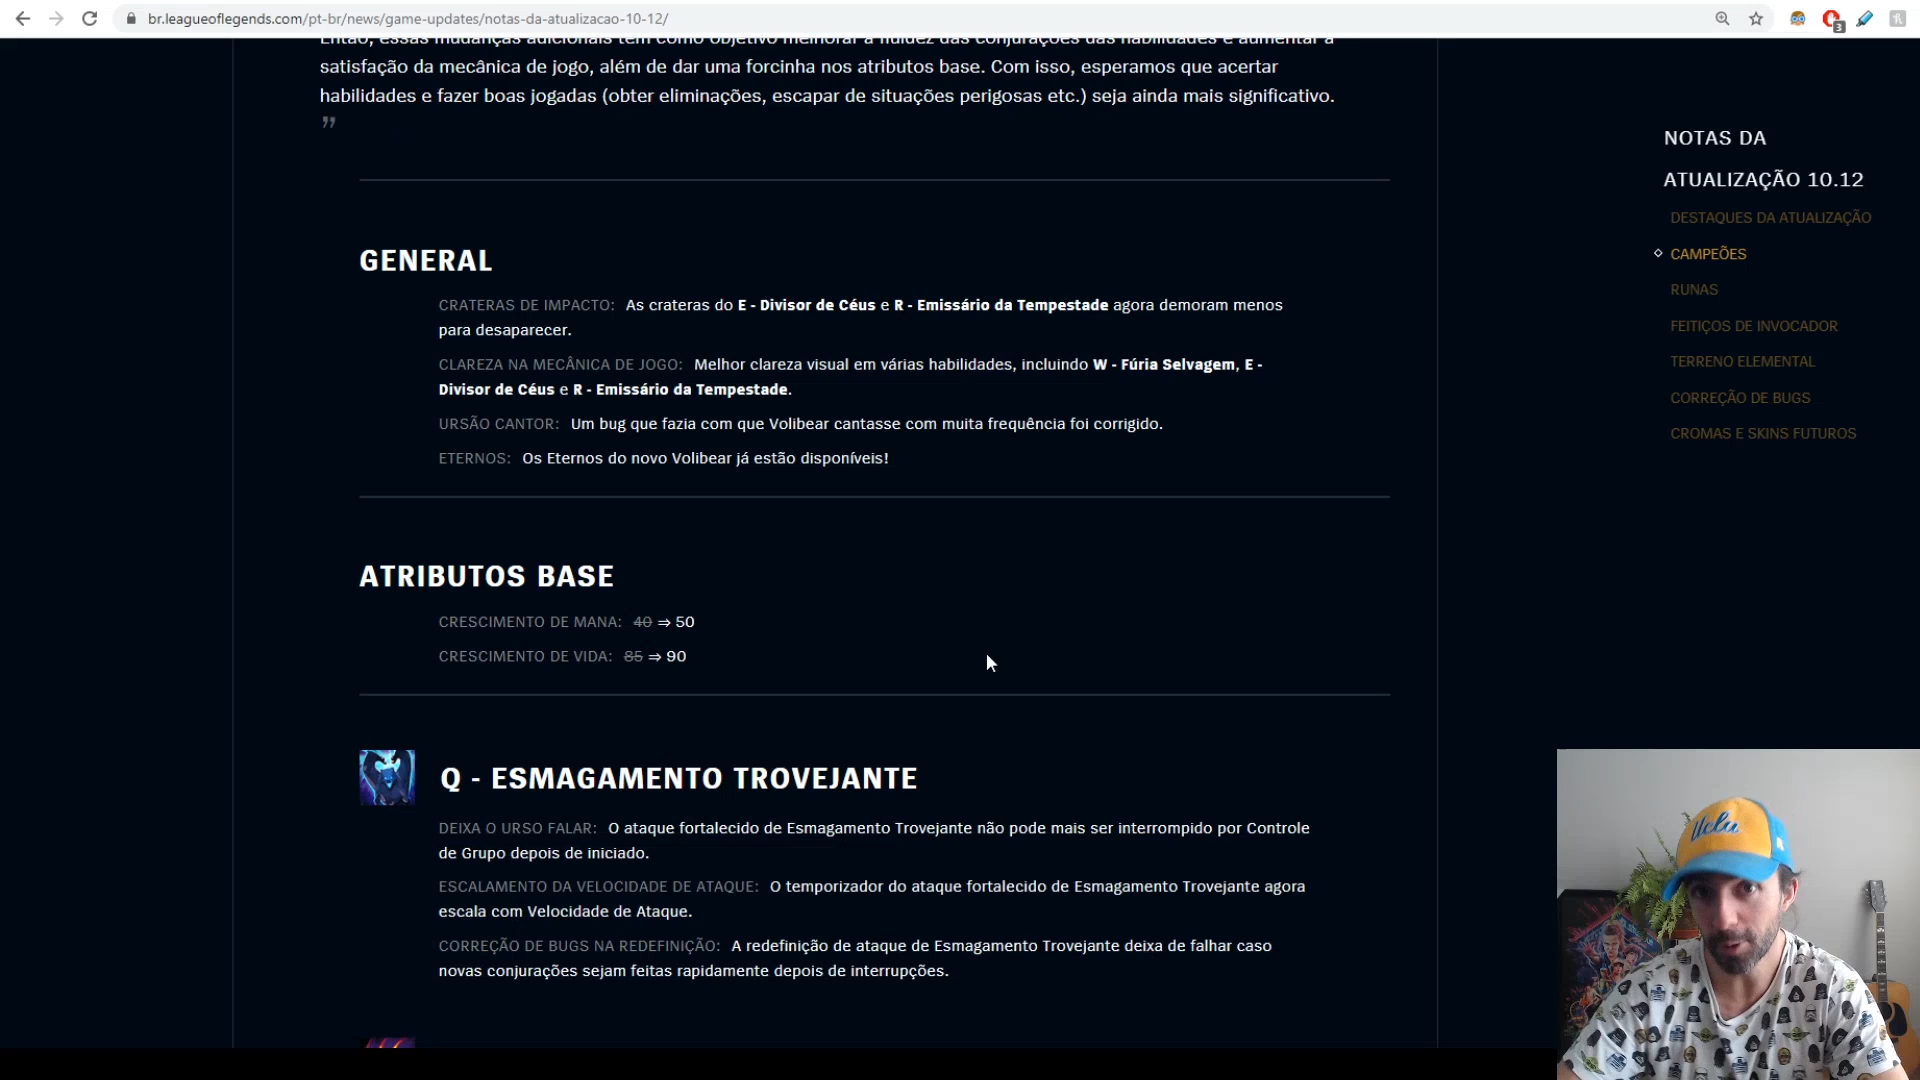 br.leagueoflegends.com/pt-br/news/game-updates/notas-da-atualizacao-10-12/
3
Então, essas mudanças adicionais têm como objetivo melhorar a fluidez das conjurações das habilidades e aumentar a
satisfação da mecânica de jogo, além de dar uma forcinha nos atributos base. Com isso, esperamos que acertar
habilidades e fazer boas jogadas (obter eliminações, escapar de situações perigosas etc.) seja ainda mais significativo.
”
GENERAL
CRATERAS DE IMPACTO: As crateras do E - Divisor de Céus e R - Emissário da Tempestade agora demoram menos
para desaparecer.
CLAREZA NA MECÂNICA DE JOGO: Melhor clareza visual em várias habilidades, incluindo W - Fúria Selvagem, E -
Divisor de Céus e R - Emissário da Tempestade.
URSÃO CANTOR: Um bug que fazia com que Volibear cantasse com muita frequência foi corrigido.
ETERNOS: Os Eternos do novo Volibear já estão disponíveis!
ATRIBUTOS BASE
CRESCIMENTO DE MANA: 40 ⇒ 50
CRESCIMENTO DE VIDA: 85 ⇒ 90
Q - ESMAGAMENTO TROVEJANTE
DEIXA O URSO FALAR: O ataque fortalecido de Esmagamento Trovejante não pode mais ser interrompido por Controle
de Grupo depois de iniciado.
ESCALAMENTO DA VELOCIDADE DE ATAQUE: O temporizador do ataque fortalecido de Esmagamento Trovejante agora
escala com Velocidade de Ataque.
CORREÇÃO DE BUGS NA REDEFINIÇÃO: A redefinição de ataque de Esmagamento Trovejante deixa de falhar caso
novas conjurações sejam feitas rapidamente depois de interrupções.
NOTAS DA
ATUALIZAÇÃO 10.12
DESTAQUES DA ATUALIZAÇÃO
CAMPEÕES
RUNAS
FEITIÇOS DE INVOCADOR
TERRENO ELEMENTAL
CORREÇÃO DE BUGS
CROMAS E SKINS FUTUROS
Ucla